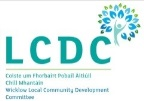 LCDC
Coiste um Fhorbairt Pobail Áitiúil
Chill Mhantáin
Wicklow Local Community Development
Committee